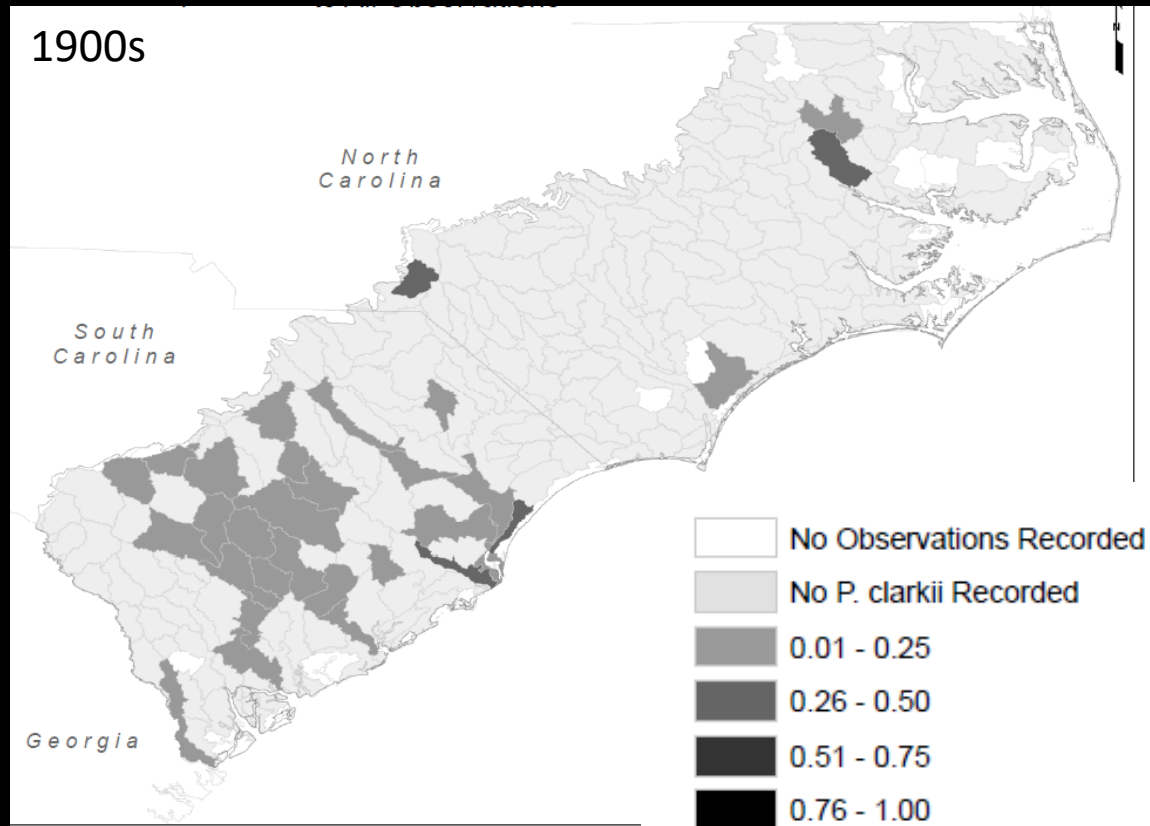 1900s
N
North
Carolina
South
Carolina
Georgia
No Observations Recorded
No P. clarkii Recorded
0.01 - 0.25
0.26 - 0.50
0.51 - 0.75
0.76 - 1.00